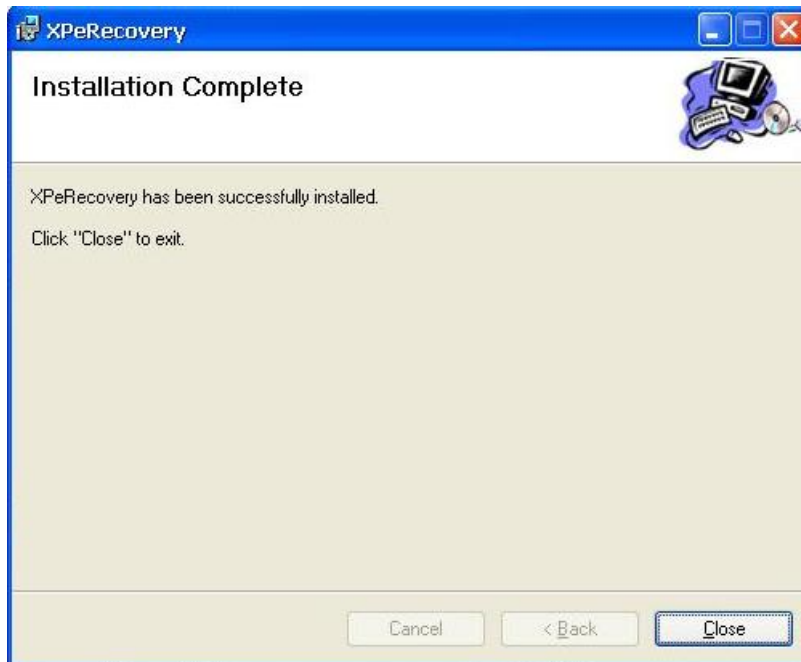 XPeRecovery
Installation Complete
XPeRecovery has been successfully installed.
Click "Close" to exit.
Cancel
< Back
Close